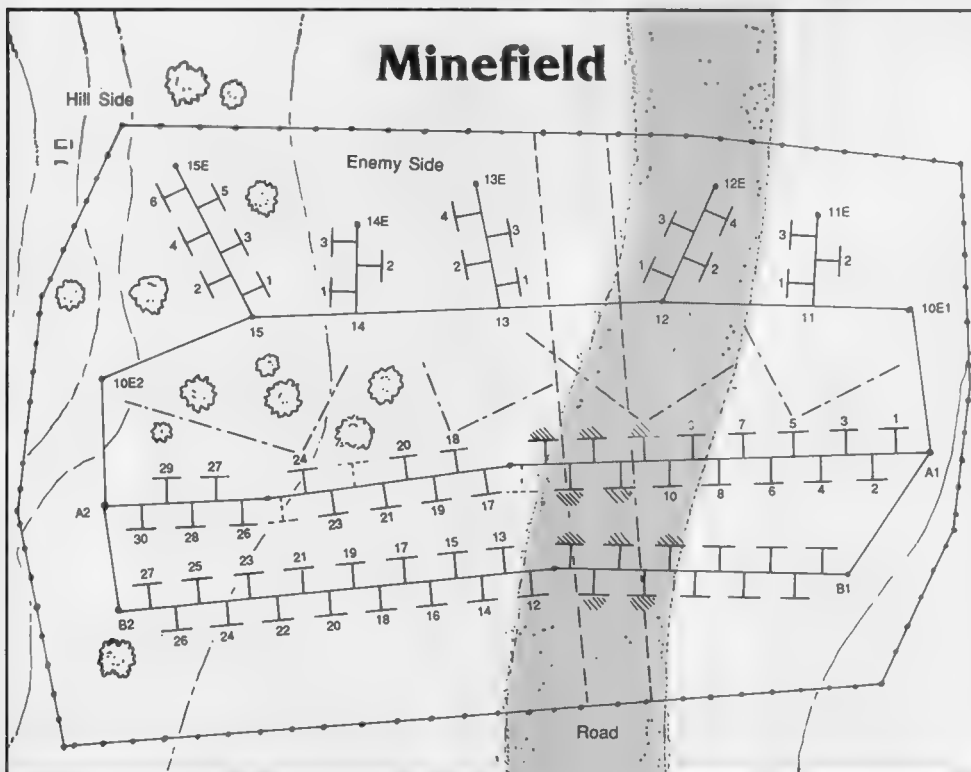 Minefield
Hill Side
Enemy Side
15E
6
5
4
3
2
1
14E
3
2
1
13E
4
3
2
1
12E
3
4
1
2
11E
3
2
1
15
14
13
12
11
10E1
10E2
29 27 24 20 18 7 5 3 1
A2
A1
30 28 26 23 21 19 17 10 8 6 4 2
27 25 23 21 19 17 15 13
B2
B1
26 24 22 20 18 16 14 12
Road